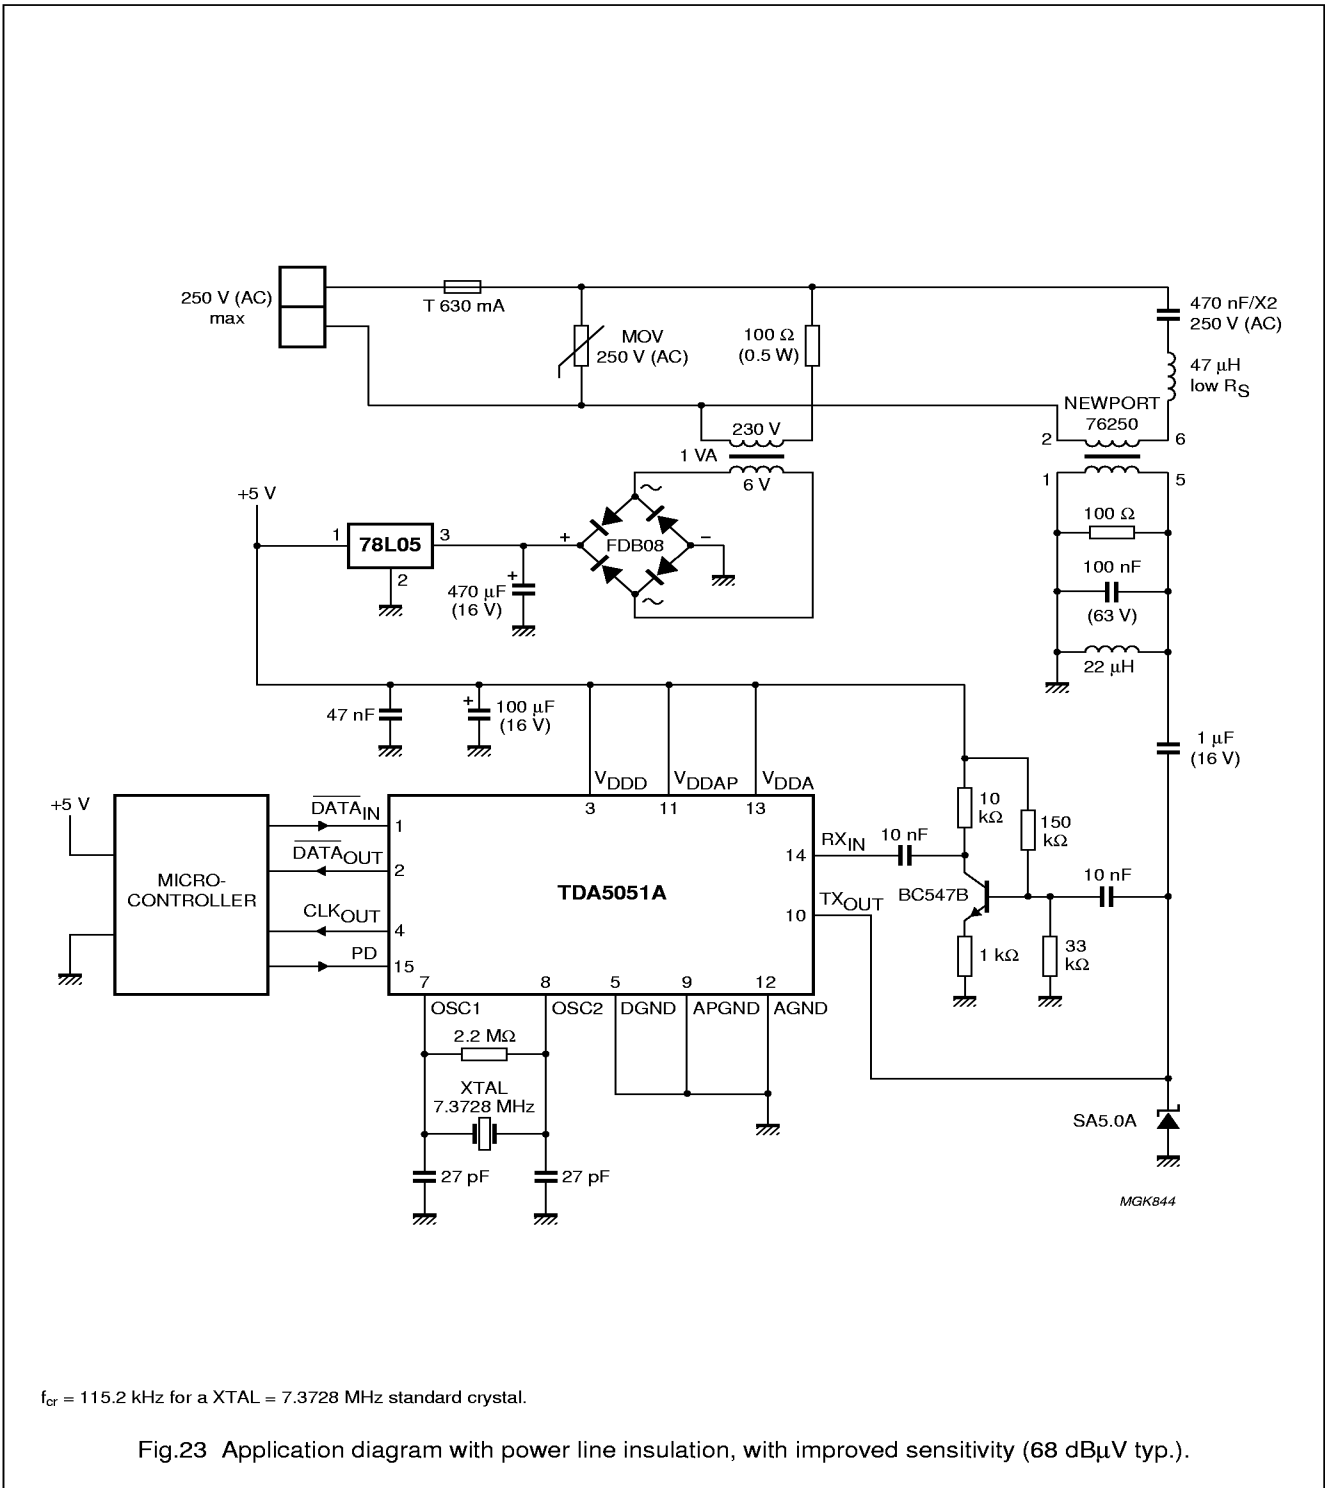 250 V (AC)
max
T 630 mA
MOV
250 V (AC)
100 Ω
(0.5 W)
470 nF/X2
250 V (AC)
47 μH
low RS
NEWPORT
76250
2
6
1
5
230 V
1 VA
6 V
+5 V
1
78L05
3
2
+
FDB08
−
+
470 μF
(16 V)
100 Ω
100 nF
(63 V)
22 μH
47 nF
+
100 μF
(16 V)
1 μF
(16 V)
VDDD
VDDAP
VDDA
3
11
13
+5 V
MICRO-
CONTROLLER
DATAIN
1
DATAOUT
2
CLKOUT
4
PD
15
TDA5051A
14
RXIN
10 nF
10
TXOUT
10
kΩ
150
kΩ
BC547B
10 nF
1 kΩ
33
kΩ
7
8
5
9
12
OSC1
OSC2
DGND
APGND
AGND
2.2 MΩ
XTAL
7.3728 MHz
27 pF
27 pF
SA5.0A
MGK844
fcr = 115.2 kHz for a XTAL = 7.3728 MHz standard crystal.
Fig.23 Application diagram with power line insulation, with improved sensitivity (68 dBμV typ.).